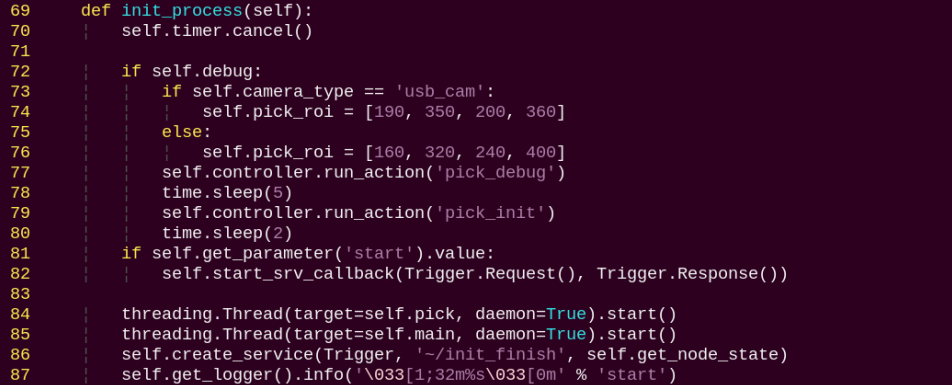 69     def init_process(self):
70         self.timer.cancel()
71
72         if self.debug:
73             if self.camera_type == 'usb_cam':
74                 self.pick_roi = [190, 350, 200, 360]
75             else:
76                 self.pick_roi = [160, 320, 240, 400]
77             self.controller.run_action('pick_debug')
78             time.sleep(5)
79             self.controller.run_action('pick_init')
80             time.sleep(2)
81         if self.get_parameter('start').value:
82             self.start_srv_callback(Trigger.Request(), Trigger.Response())
83
84         threading.Thread(target=self.pick, daemon=True).start()
85         threading.Thread(target=self.main, daemon=True).start()
86         self.create_service(Trigger, '~/init_finish', self.get_node_state)
87         self.get_logger().info('\033[1;32m%s\033[0m' % 'start')